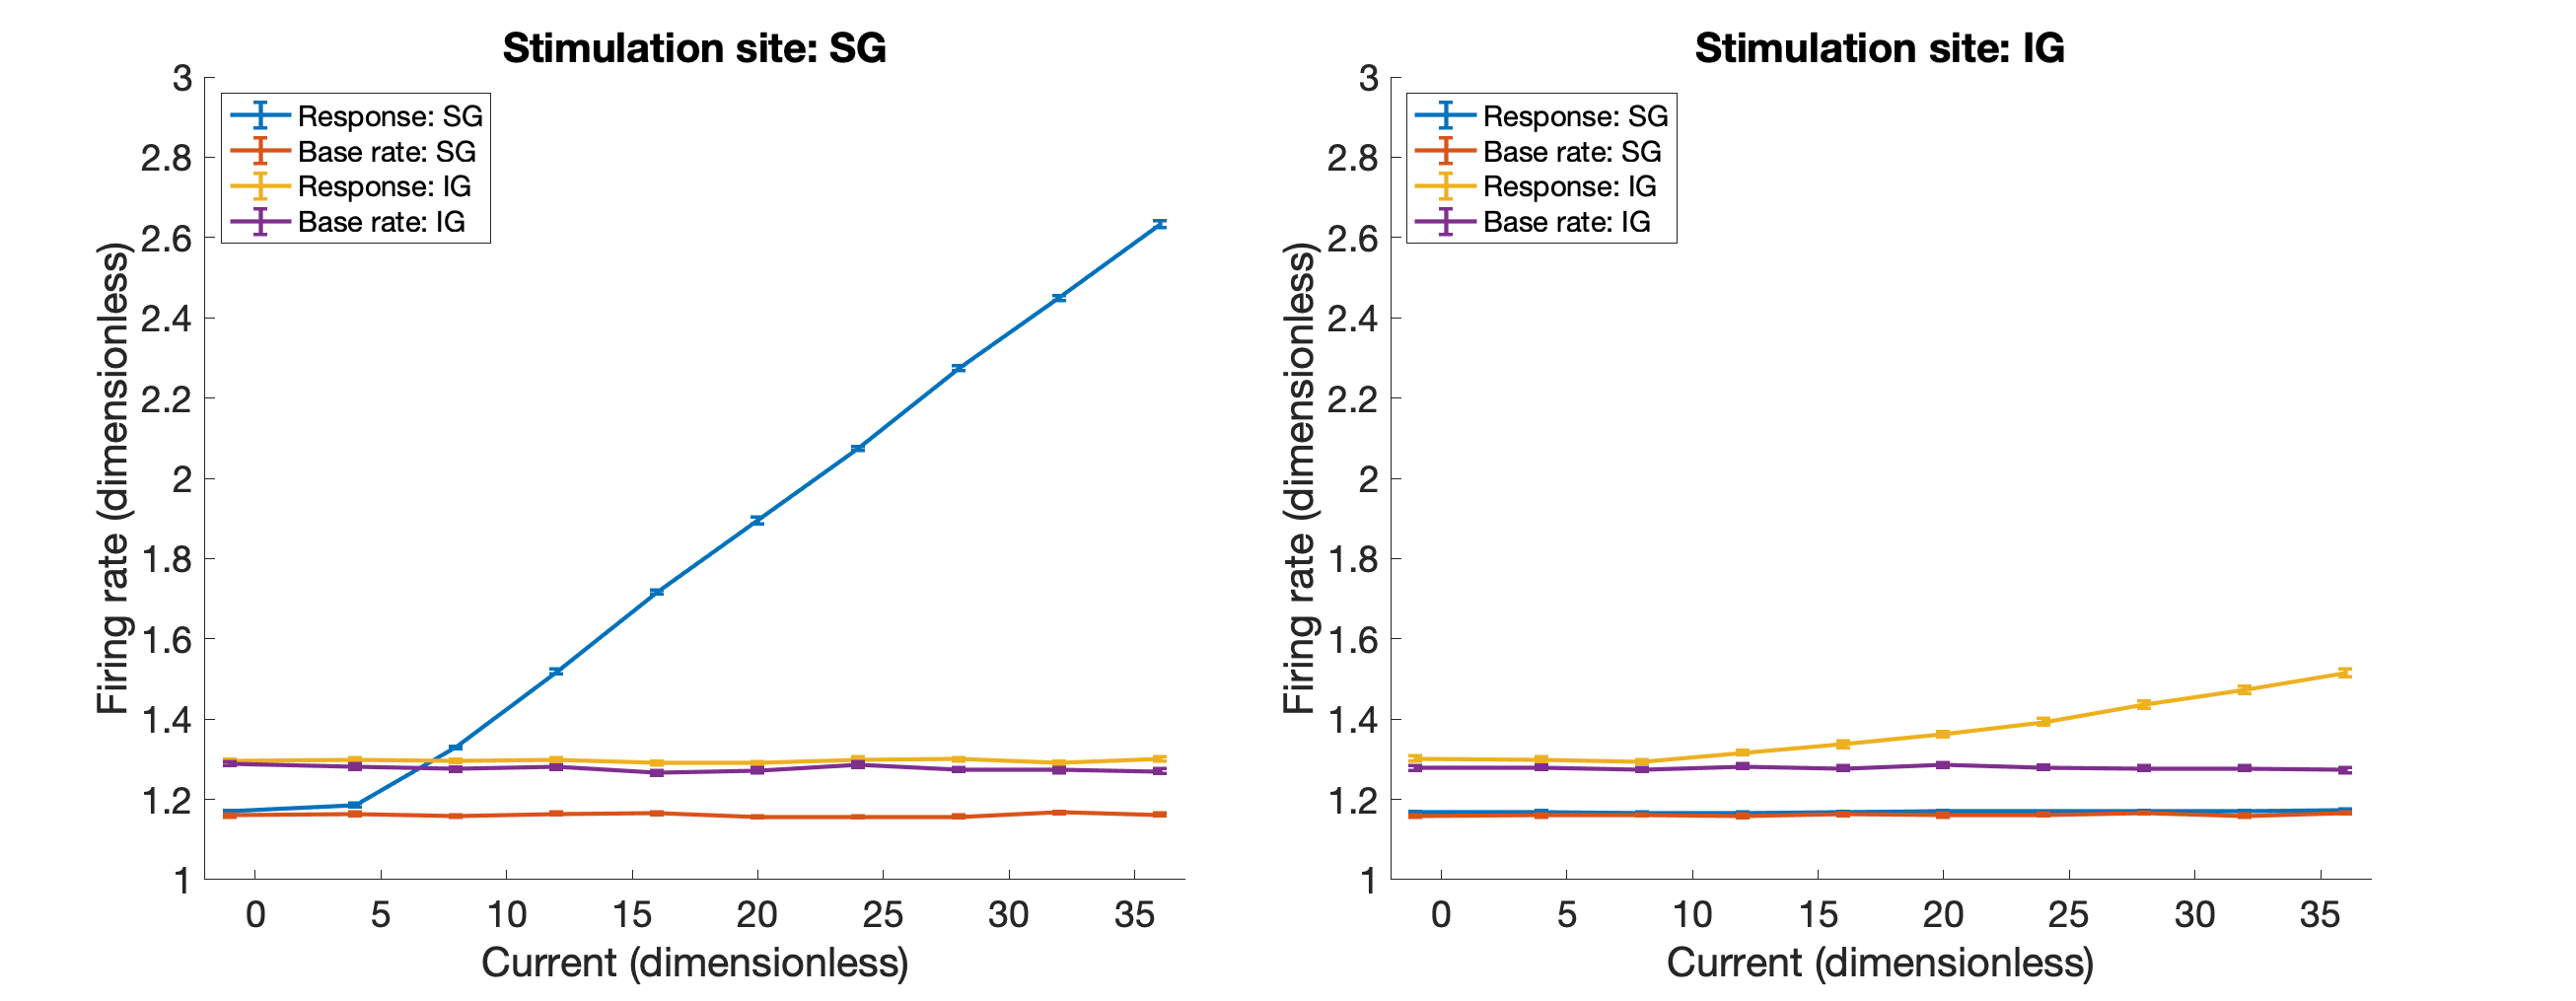 Stimulation site: SG
3
2.8
2.6
2.4
2.2
2
1.8
1.6
1.4
1.2
1
Firing rate (dimensionless)
Response: SG
Base rate: SG
Response: IG
Base rate: IG
0 5 10 15 20 25 30 35
Current (dimensionless)
Stimulation site: IG
3
2.8
2.6
2.4
2.2
2
1.8
1.6
1.4
1.2
1
Firing rate (dimensionless)
Response: SG
Base rate: SG
Response: IG
Base rate: IG
0 5 10 15 20 25 30 35
Current (dimensionless)